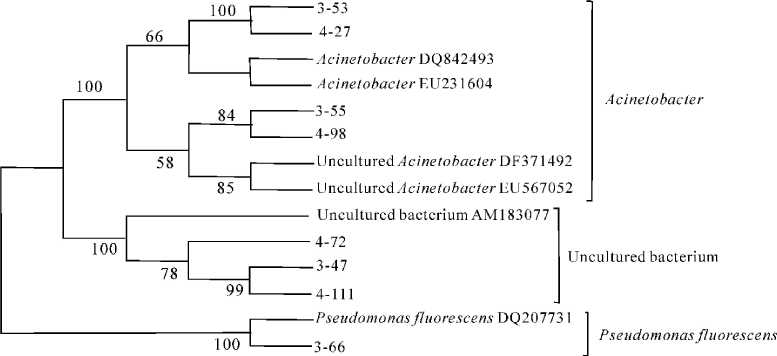 100
3-53
66
4-27
Acinetobacter DQ842493
100
Acinetobacter EU231604
Acinetobacter
84
3-55
4-98
58
Uncultured Acinetobacter DF371492
85
Uncultured Acinetobacter EU567052
Uncultured bacterium AM183077
100
4-72
78
3-47
Uncultured bacterium
99
4-111
Pseudomonas fluorescens DQ207731
Pseudomonas fluorescens
100
3-66